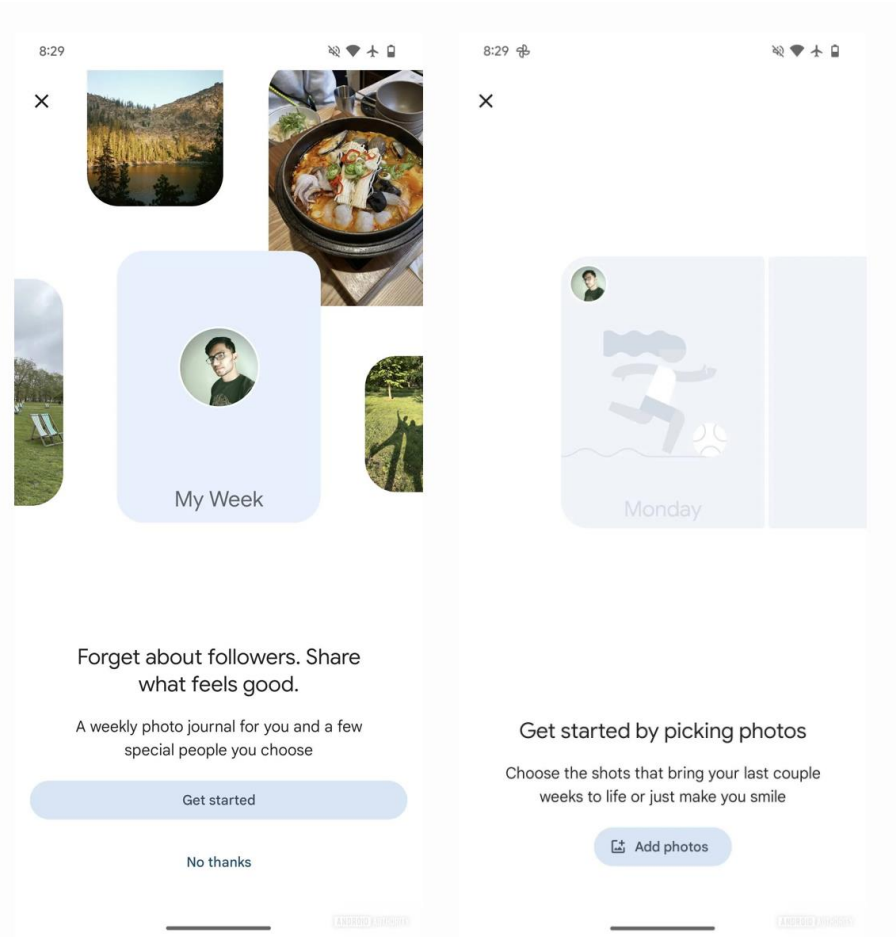 8:29
My Week
Forget about followers. Share
what feels good.
A weekly photo journal for you and a few
special people you choose
Get started
No thanks
8:29
Monday
Get started by picking photos
Choose the shots that bring your last couple
weeks to life or just make you smile
Add photos